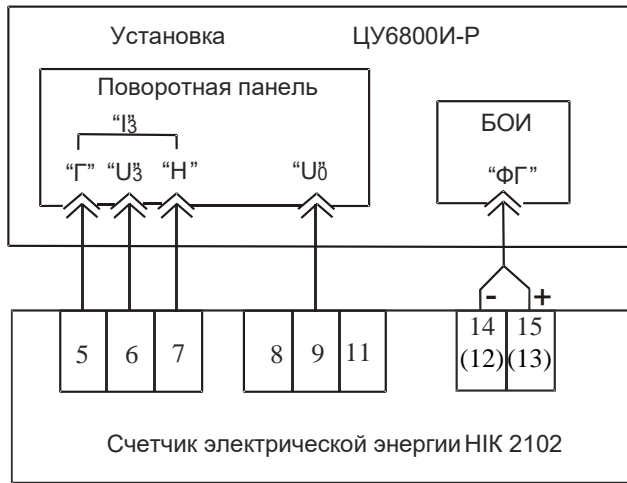 Установка ЦУ6800И-Р
Поворотная панель
“I3”
“Г” “U3” “Н” “U0”
БОИ
“ФГ”
- +
5 6 7 8 9 11 14 15
(12) (13)
Счетчик электрической энергии НІК 2102